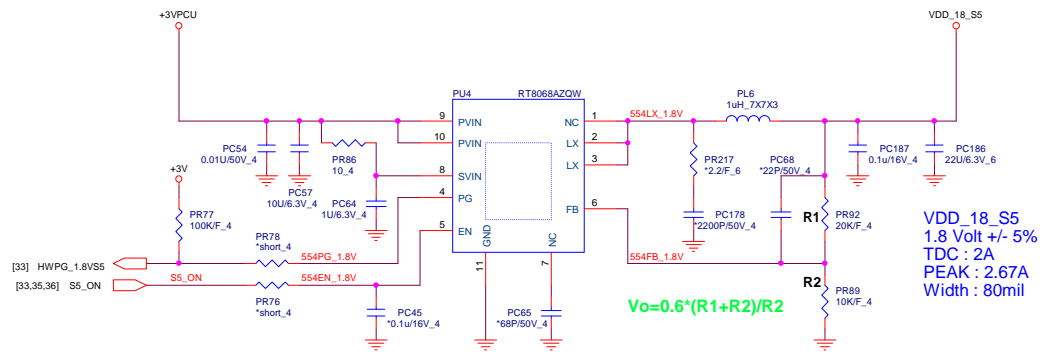 +3VPCU
VDD_18_S5
PU4
RT8068AZQW
PL6
1uH_7X7X3
9
PVIN
NC
1
554LX_1.8V
10
PVIN
LX
2
LX
3
PC54
0.01U/50V_4
PR86
10_4
PC187
0.1u/16V_4
PC186
22U/6.3V_6
PR217
*2.2/F_6
PC68
*22P/50V_4
+3V
8
SVIN
PC57
10U/6.3V_4
PC64
1U/6.3V_4
4
PG
FB
6
PR77
100K/F_4
5
EN
GND
NC
PC178
*2200P/50V_4
R1
PR92
20K/F_4
VDD_18_S5
1.8 Volt +/- 5%
TDC : 2A
PEAK : 2.67A
Width : 80mil
PR78
*short_4
554PG_1.8V
554FB_1.8V
[33] HWPG_1.8VS5
11
7
R2
[33,35,36] S5_ON
S5_ON
554EN_1.8V
PR89
10K/F_4
PR76
*short_4
PC45
*0.1u/16V_4
PC65
*68P/50V_4
Vo=0.6*(R1+R2)/R2